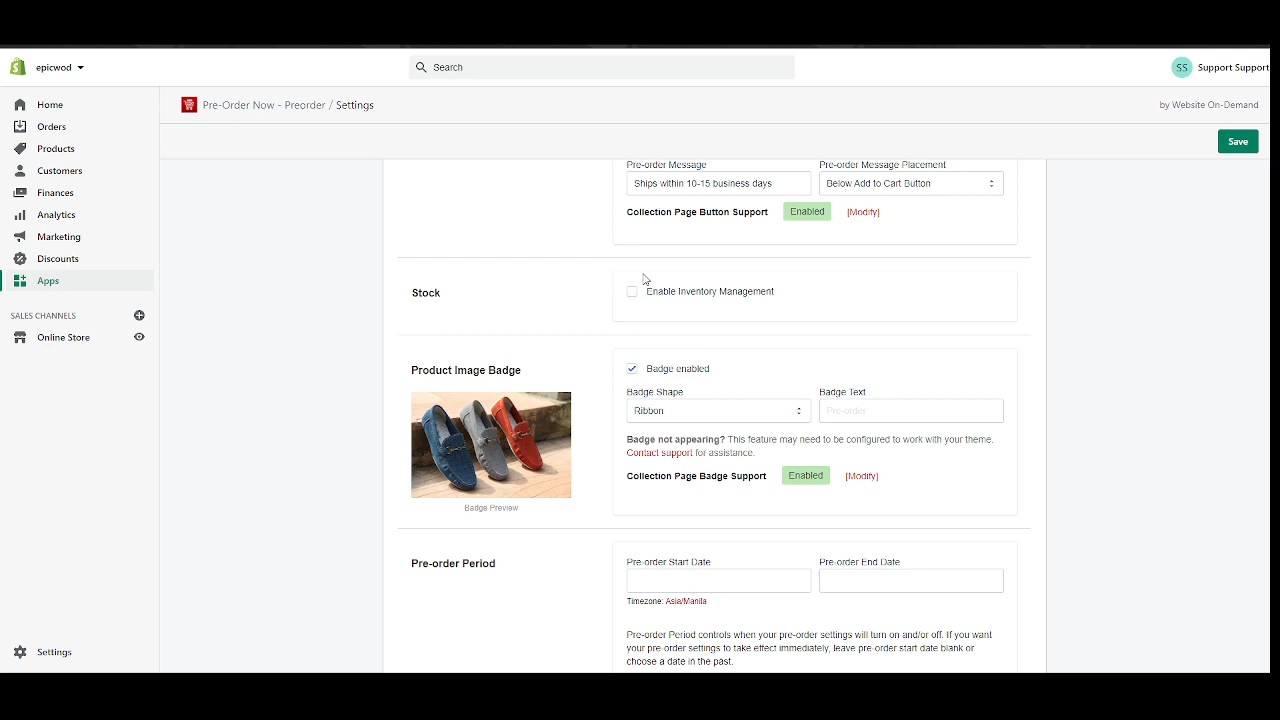 epicwod
Search
SS Support Support
Pre-Order Now - Preorder / Settings
by Website On-Demand
Save
Home
Orders
Products
Customers
Finances
Analytics
Marketing
Discounts
Apps
SALES CHANNELS
Online Store
Settings
Pre-order Message
Pre-order Message Placement
Ships within 10-15 business days
Below Add to Cart Button
Collection Page Button Support Enabled [Modify]
Stock
Enable Inventory Management
Product Image Badge
Badge Preview
Badge enabled
Badge Shape
Badge Text
Ribbon
Pre-order
Badge not appearing? This feature may need to be configured to work with your theme.
Contact support for assistance.
Collection Page Badge Support Enabled [Modify]
Pre-order Period
Pre-order Start Date
Pre-order End Date
Timezone: Asia/Manila
Pre-order Period controls when your pre-order settings will turn on and/or off. If you want
your pre-order settings to take effect immediately, leave pre-order start date blank or
choose a date in the past.